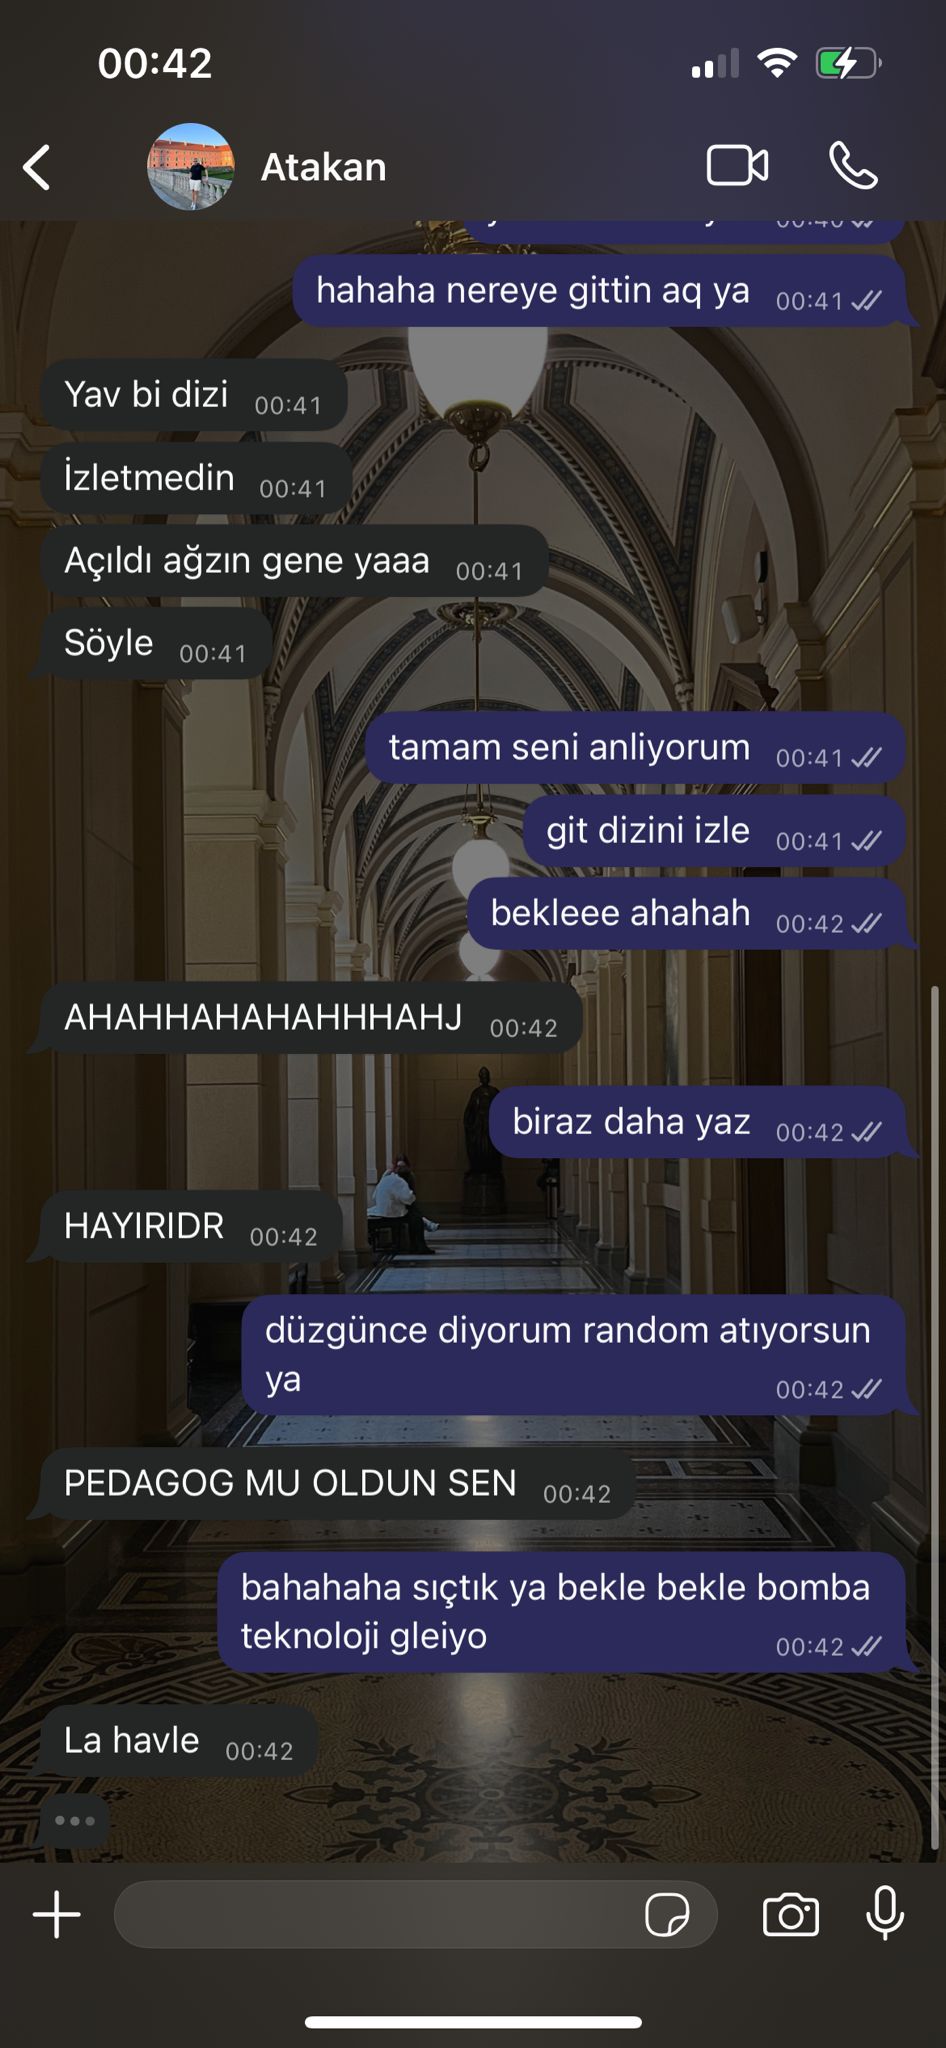 00:42
Atakan
hahaha nereye gittin aq ya 00:41
Yav bi dizi 00:41
İzletmedin 00:41
Açıldı ağzın gene yaaa 00:41
Söyle 00:41
tamam seni anliyorum 00:41
git dizini izle 00:41
bekleee ahahah 00:42
AHAHHAHAHAHHHAHJ 00:42
biraz daha yaz 00:42
HAYIRIDR 00:42
düzgünce diyorum random atıyorsun
ya 00:42
PEDAGOG MU OLDUN SEN 00:42
bahahaha sıçtık ya bekle bekle bomba
teknoloji gleiyo 00:42
La havle 00:42